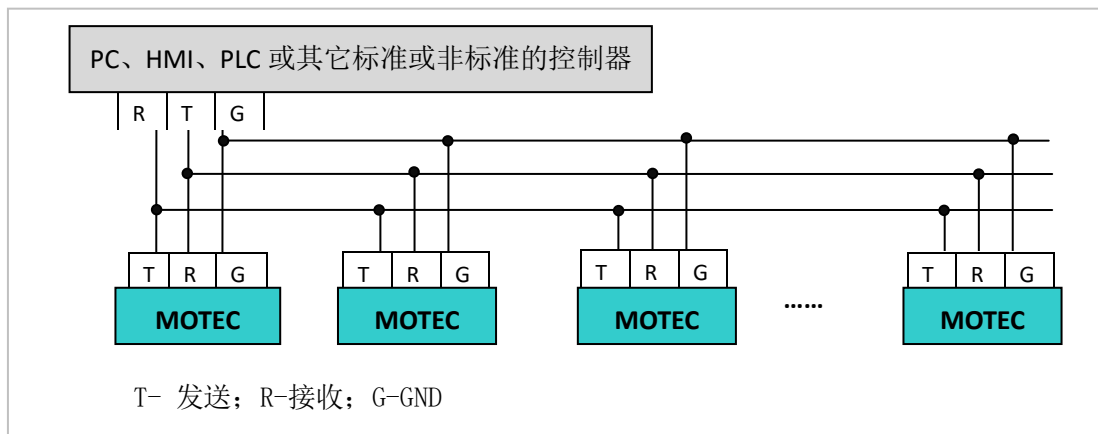 PC、HMI、PLC 或其它标准或非标准的控制器
R T G
T R G T R G T R G T R G
MOTEC MOTEC MOTEC ...... MOTEC
T- 发送；R-接收；G-GND